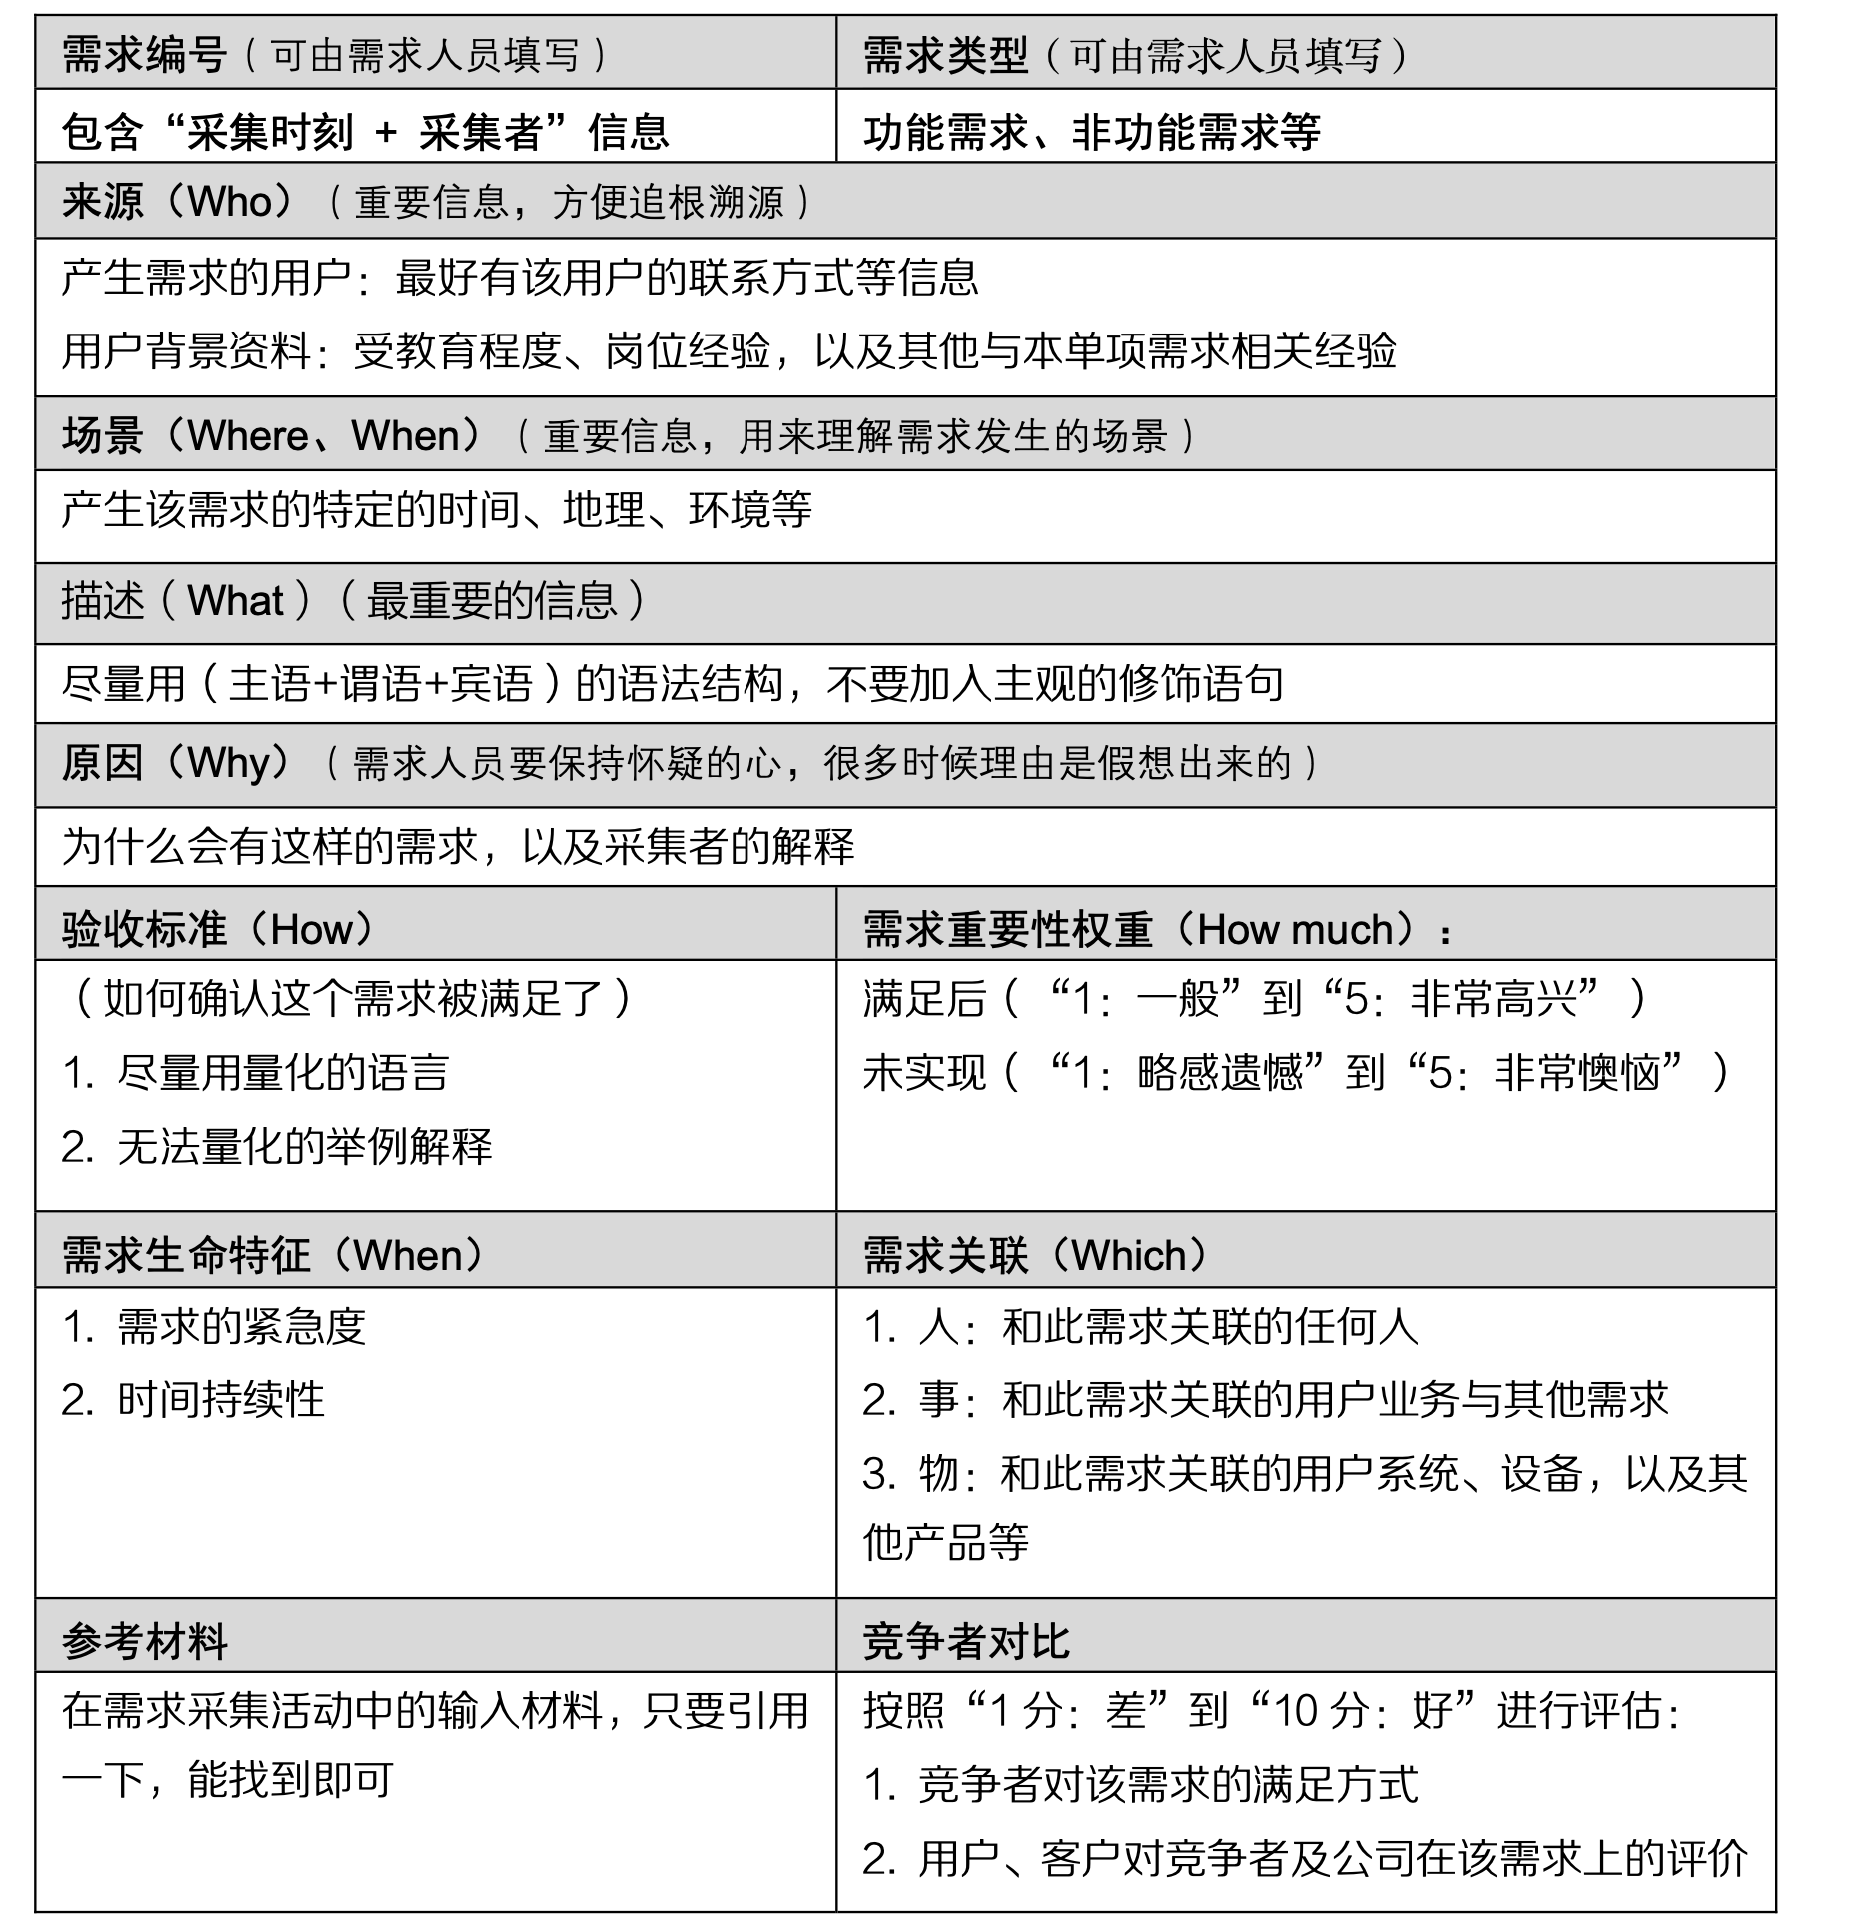 需求编号（可由需求人员填写）
需求类型（可由需求人员填写）
包含“采集时刻 + 采集者”信息
功能需求、非功能需求等
来源（Who）（重要信息，方便追根溯源）
产生需求的用户：最好有该用户的联系方式等信息
用户背景资料：受教育程度、岗位经验，以及其他与本单项需求相关经验
场景（Where、When）（重要信息，用来理解需求发生的场景）
产生该需求的特定的时间、地理、环境等
描述（What）（最重要的信息）
尽量用（主语+谓语+宾语）的语法结构，不要加入主观的修饰语句
原因（Why）（需求人员要保持怀疑的心，很多时候理由是假想出来的）
为什么会有这样的需求，以及采集者的解释
验收标准（How）
需求重要性权重（How much）：
（如何确认这个需求被满足了）
1. 尽量用量化的语言
2. 无法量化的举例解释
满足后（“1：一般”到“5：非常高兴”）
未实现（“1：略感遗憾”到“5：非常懊恼”）
需求生命特征（When）
需求关联（Which）
1. 需求的紧急度
2. 时间持续性
1. 人：和此需求关联的任何人
2. 事：和此需求关联的用户业务与其他需求
3. 物：和此需求关联的用户系统、设备，以及其
他产品等
参考材料
竞争者对比
在需求采集活动中的输入材料，只要引用
一下，能找到即可
按照“1 分：差”到“10 分：好”进行评估：
1. 竞争者对该需求的满足方式
2. 用户、客户对竞争者及公司在该需求上的评价